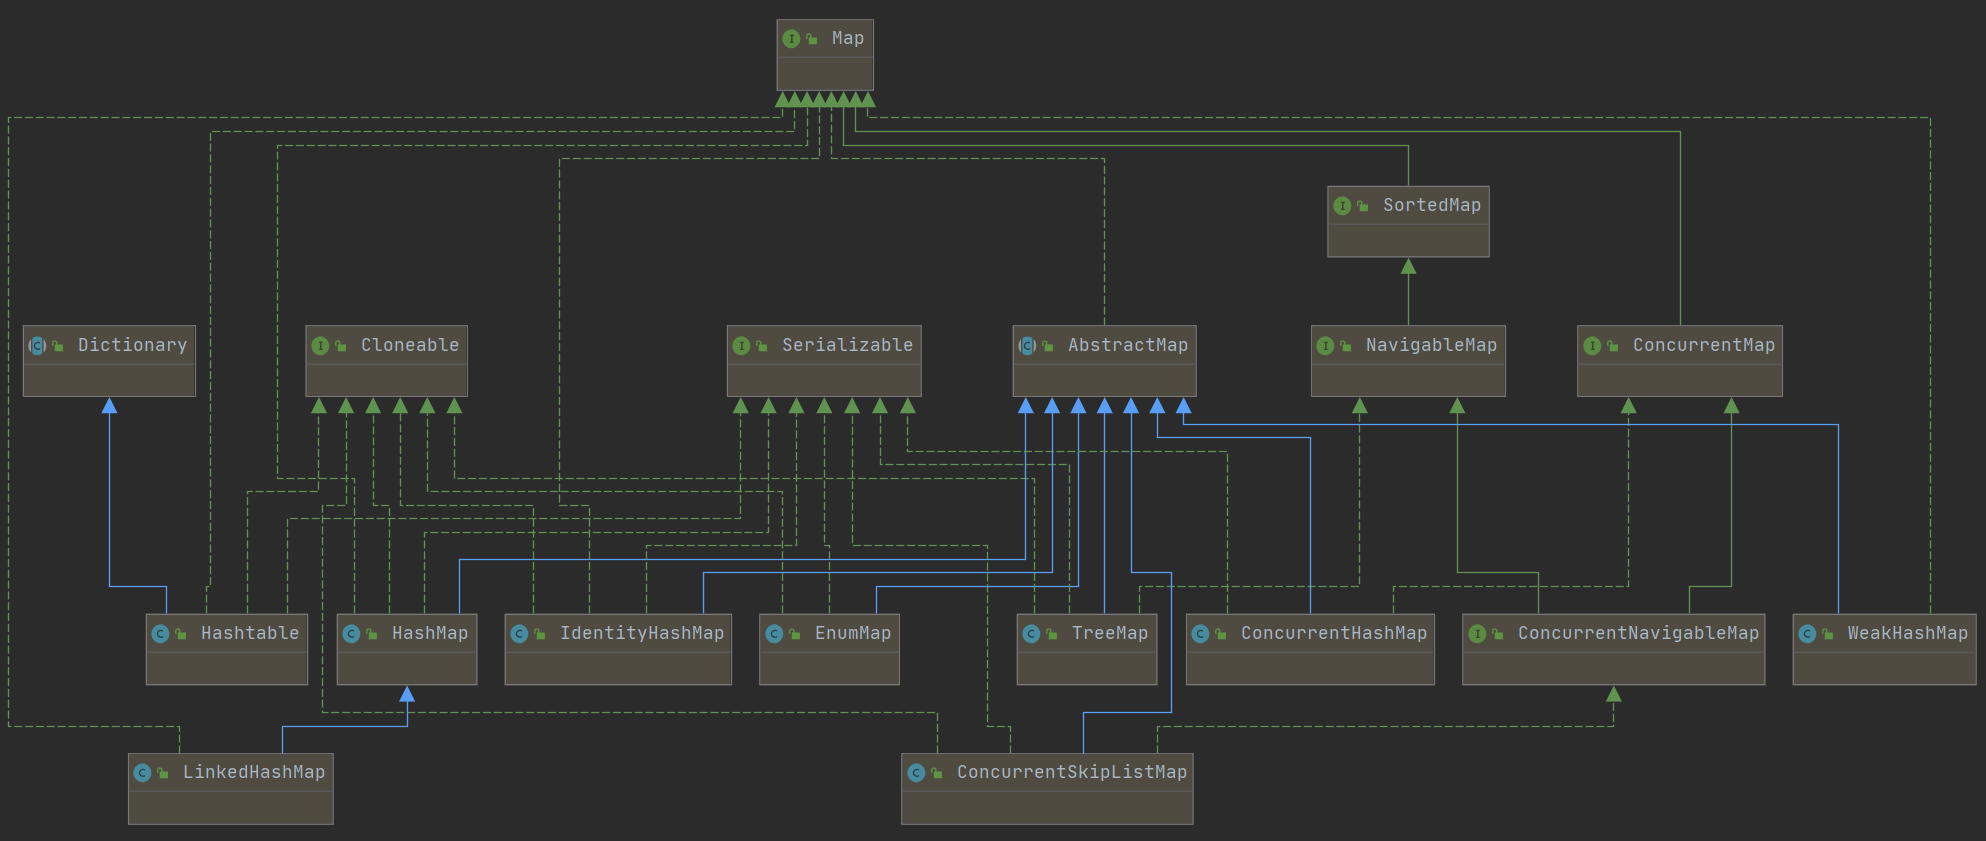 Map
SortedMap
Dictionary
Cloneable
Serializable
AbstractMap
NavigableMap
ConcurrentMap
Hashtable
HashMap
IdentityHashMap
EnumMap
TreeMap
ConcurrentHashMap
ConcurrentNavigableMap
WeakHashMap
LinkedHashMap
ConcurrentSkipListMap